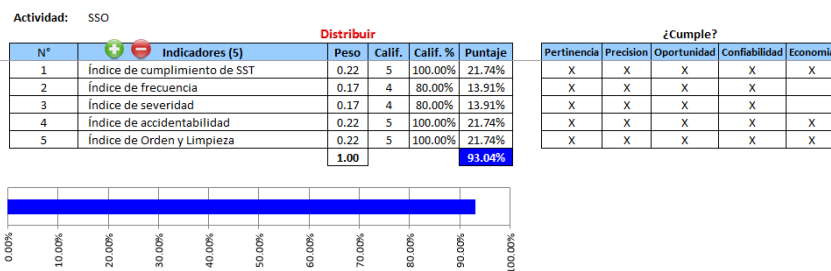 Actividad: SSO
Distribuir ¿Cumple?
N° Indicadores (5) Peso Calif. Calif. % Puntaje Pertinencia Precision Oportunidad Confiabilidad Economia
1 Índice de cumplimiento de SST 0.22 5 100.00% 21.74% X X X X X
2 Índice de frecuencia 0.17 4 80.00% 13.91% X X X X
3 Índice de severidad 0.17 4 80.00% 13.91% X X X X
4 Índice de accidentabilidad 0.22 5 100.00% 21.74% X X X X X
5 Índice de Orden y Limpieza 0.22 5 100.00% 21.74% X X X X X
1.00 93.04%
0.00% 10.00% 20.00% 30.00% 40.00% 50.00% 60.00% 70.00% 80.00% 90.00% 100.00%